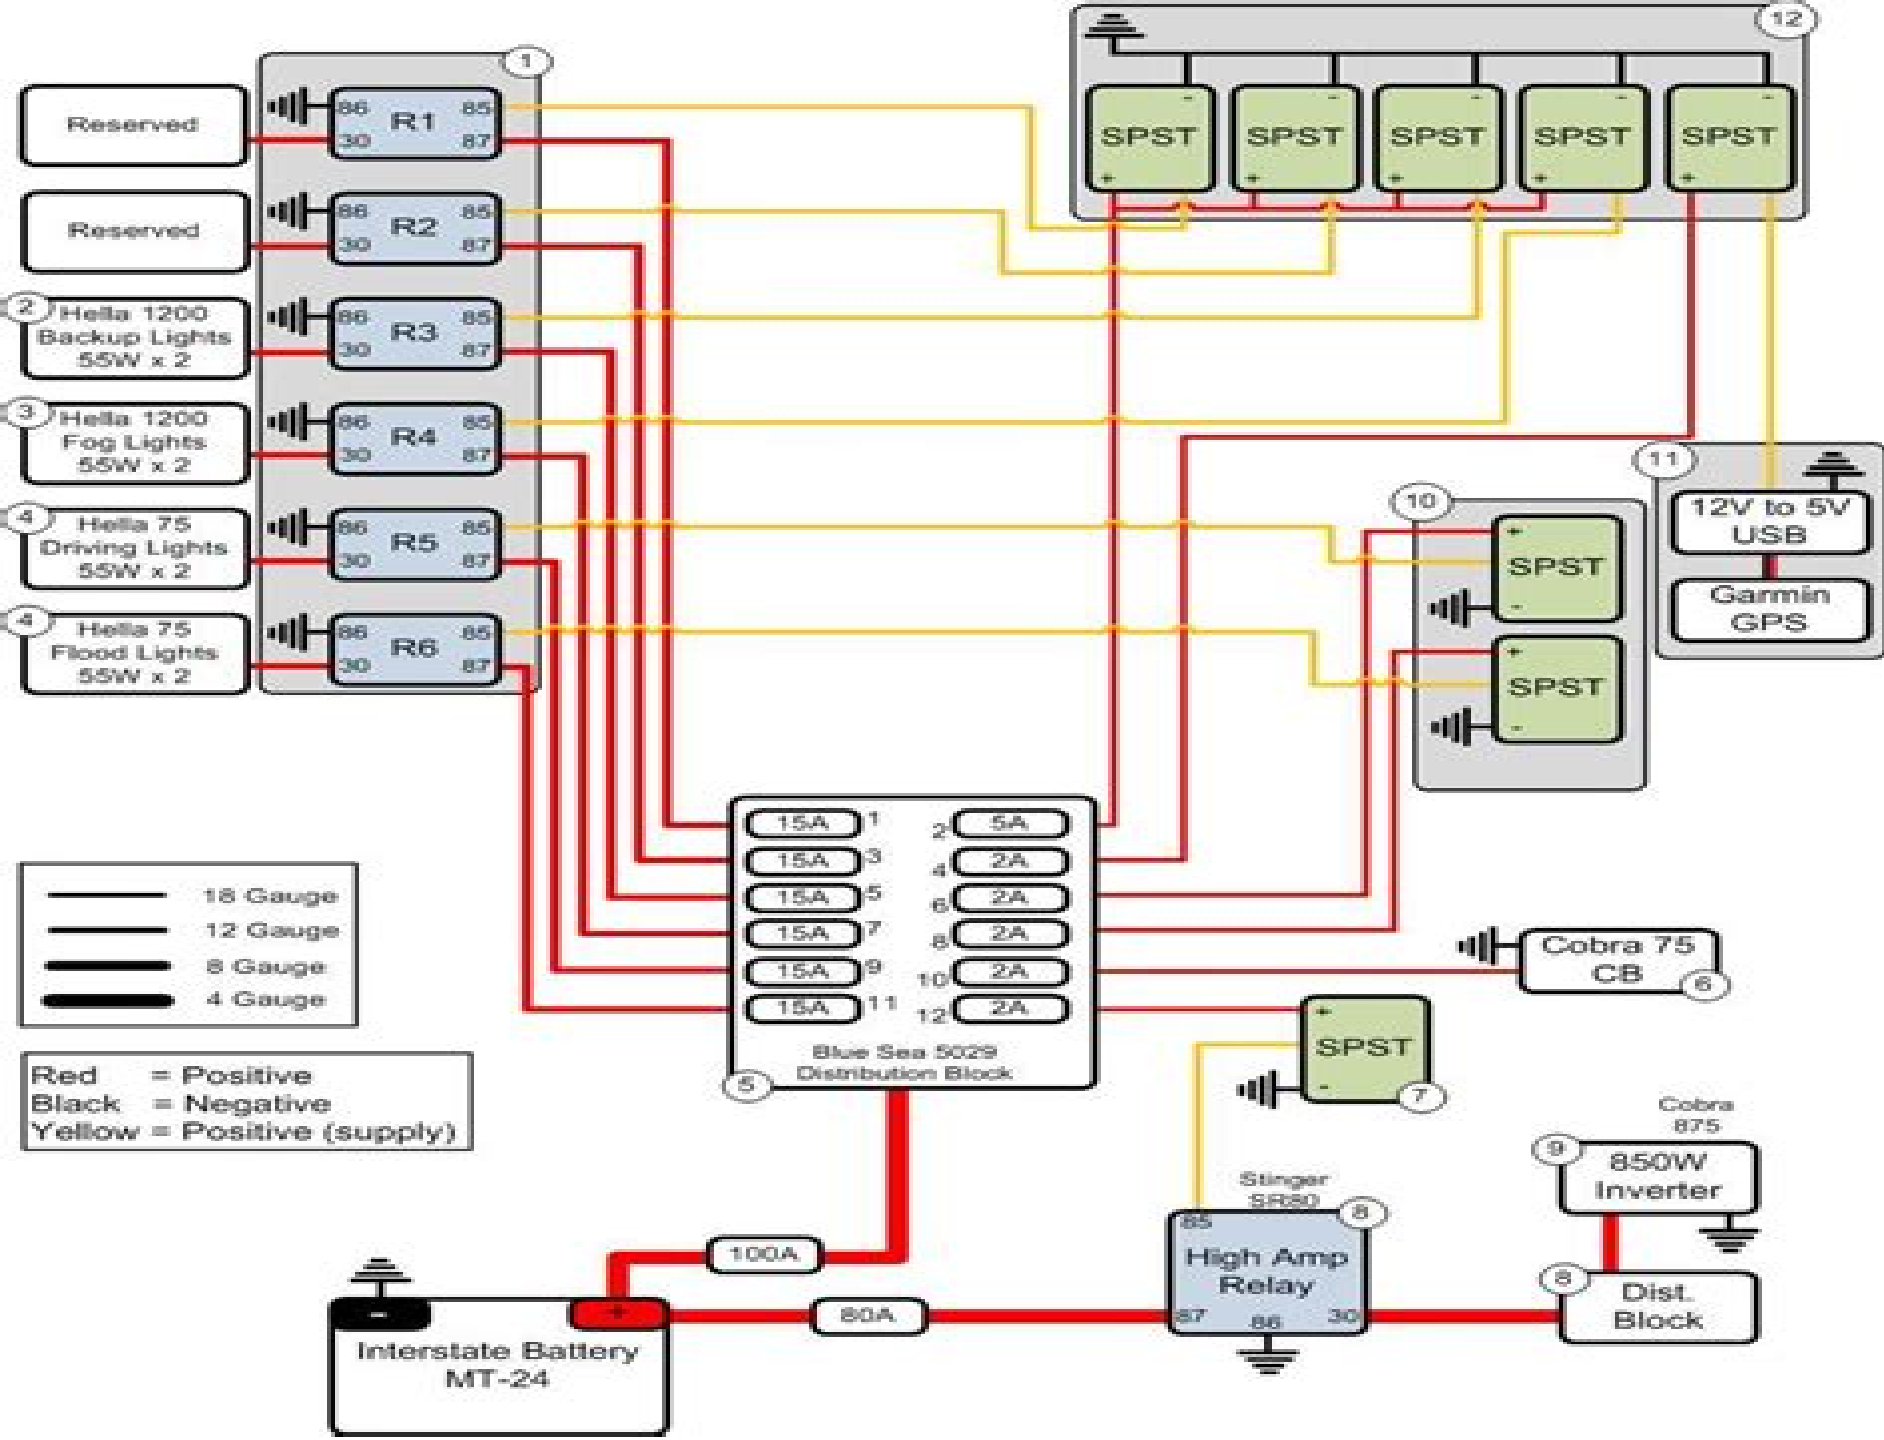 12
1
Reserved
86 R1 85
30 87
SPST SPST SPST SPST SPST
- - - - -
+ + + + +
Reserved
86 R2 85
30 87
2
Hella 1200
Backup Lights
55W x 2
86 R3 85
30 87
3
Hella 1200
Fog Lights
55W x 2
86 R4 85
30 87
11
12V to 5V
USB
Garmin
GPS
10
+
SPST
-
+
SPST
-
4
Hella 75
Driving Lights
55W x 2
86 R5 85
30 87
4
Hella 75
Flood Lights
55W x 2
86 R6 85
30 87
15A 1 2 5A
15A 3 4 2A
15A 5 6 2A
15A 7 8 2A
15A 9 10 2A
15A 11 12 2A
Blue Sea 5029
Distribution Block
5
18 Gauge
12 Gauge
8 Gauge
4 Gauge
Red = Positive
Black = Negative
Yellow = Positive (supply)
Cobra 75
CB
6
+
SPST
-
7
Cobra
875
9
850W
Inverter
Stinger
SR80
8
85
High Amp
Relay
87 86 30
8
Dist.
Block
100A
80A
- +
Interstate Battery
MT-24